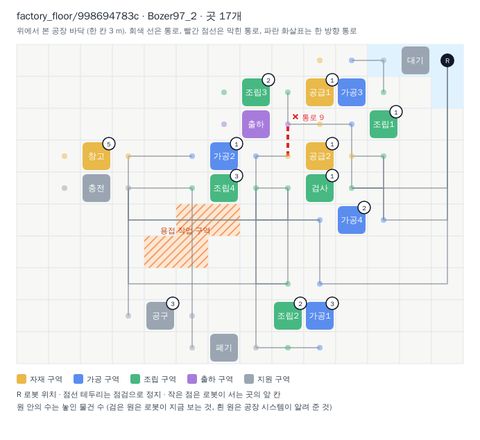 factory_floor/998694783c · Bozer97_2 · 곳 17개
위에서 본 공장 바닥 (한 칸 3 m). 회색 선은 통로, 빨간 점선은 막힌 통로, 파란 화살표는 한 방향 통로
대기 R
조립3 2 공급1 1 가공3
출하 ✖ 통로 9 조립1 1
창고 5 가공2 1 공급2 1
충전 조립4 3 검사 1
가공4 2
용접 작업 구역
공구 3 조립2 2 가공1 3
폐기
자재 구역 가공 구역 조립 구역 출하 구역 지원 구역
R 로봇 위치 · 점선 테두리는 점검으로 정지 · 작은 점은 로봇이 서는 곳의 앞 칸
원 안의 수는 놓인 물건 수 (검은 원은 로봇이 지금 보는 것, 흰 원은 공장 시스템이 알려 준 것)